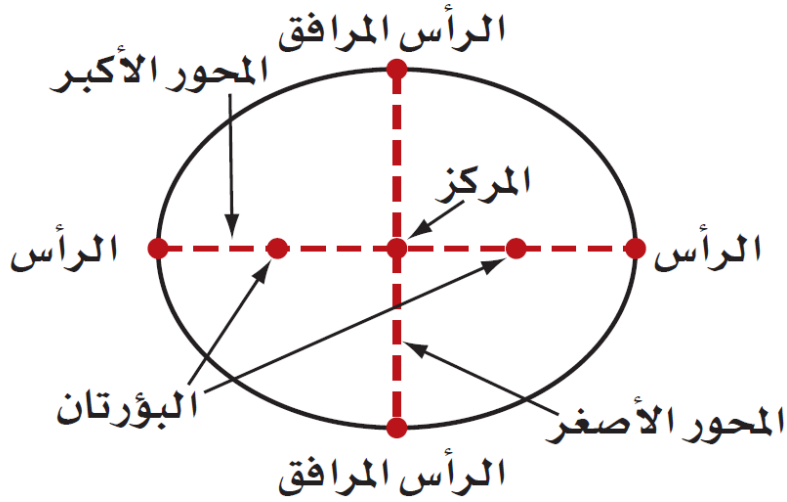 الرأس المرافق
المحور الأكبر
المركز
الرأس
الرأس
البؤرتان
المحور الأصغر
الرأس المرافق